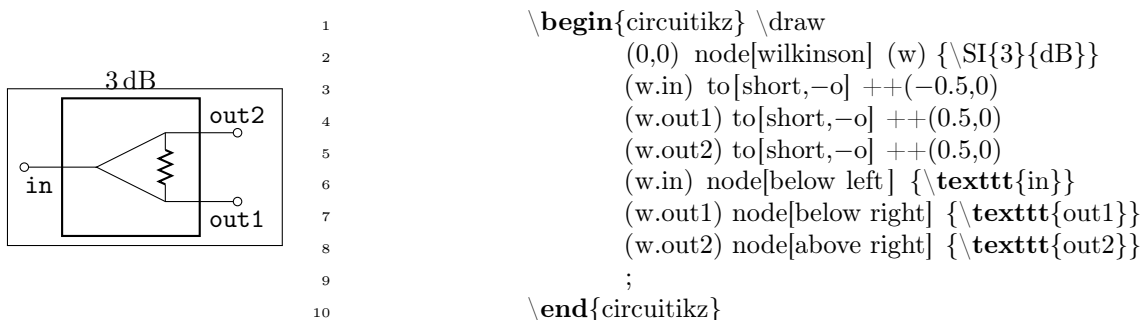 3 dB
out2
in
out1
1 \begin{circuitikz} \draw
2 (0,0) node[wilkinson] (w) {\SI{3}{dB}}
3 (w.in) to[short,−o] ++(−0.5,0)
4 (w.out1) to[short,−o] ++(0.5,0)
5 (w.out2) to[short,−o] ++(0.5,0)
6 (w.in) node[below left] {\texttt{in}}
7 (w.out1) node[below right] {\texttt{out1}}
8 (w.out2) node[above right] {\texttt{out2}}
9 ;
10 \end{circuitikz}